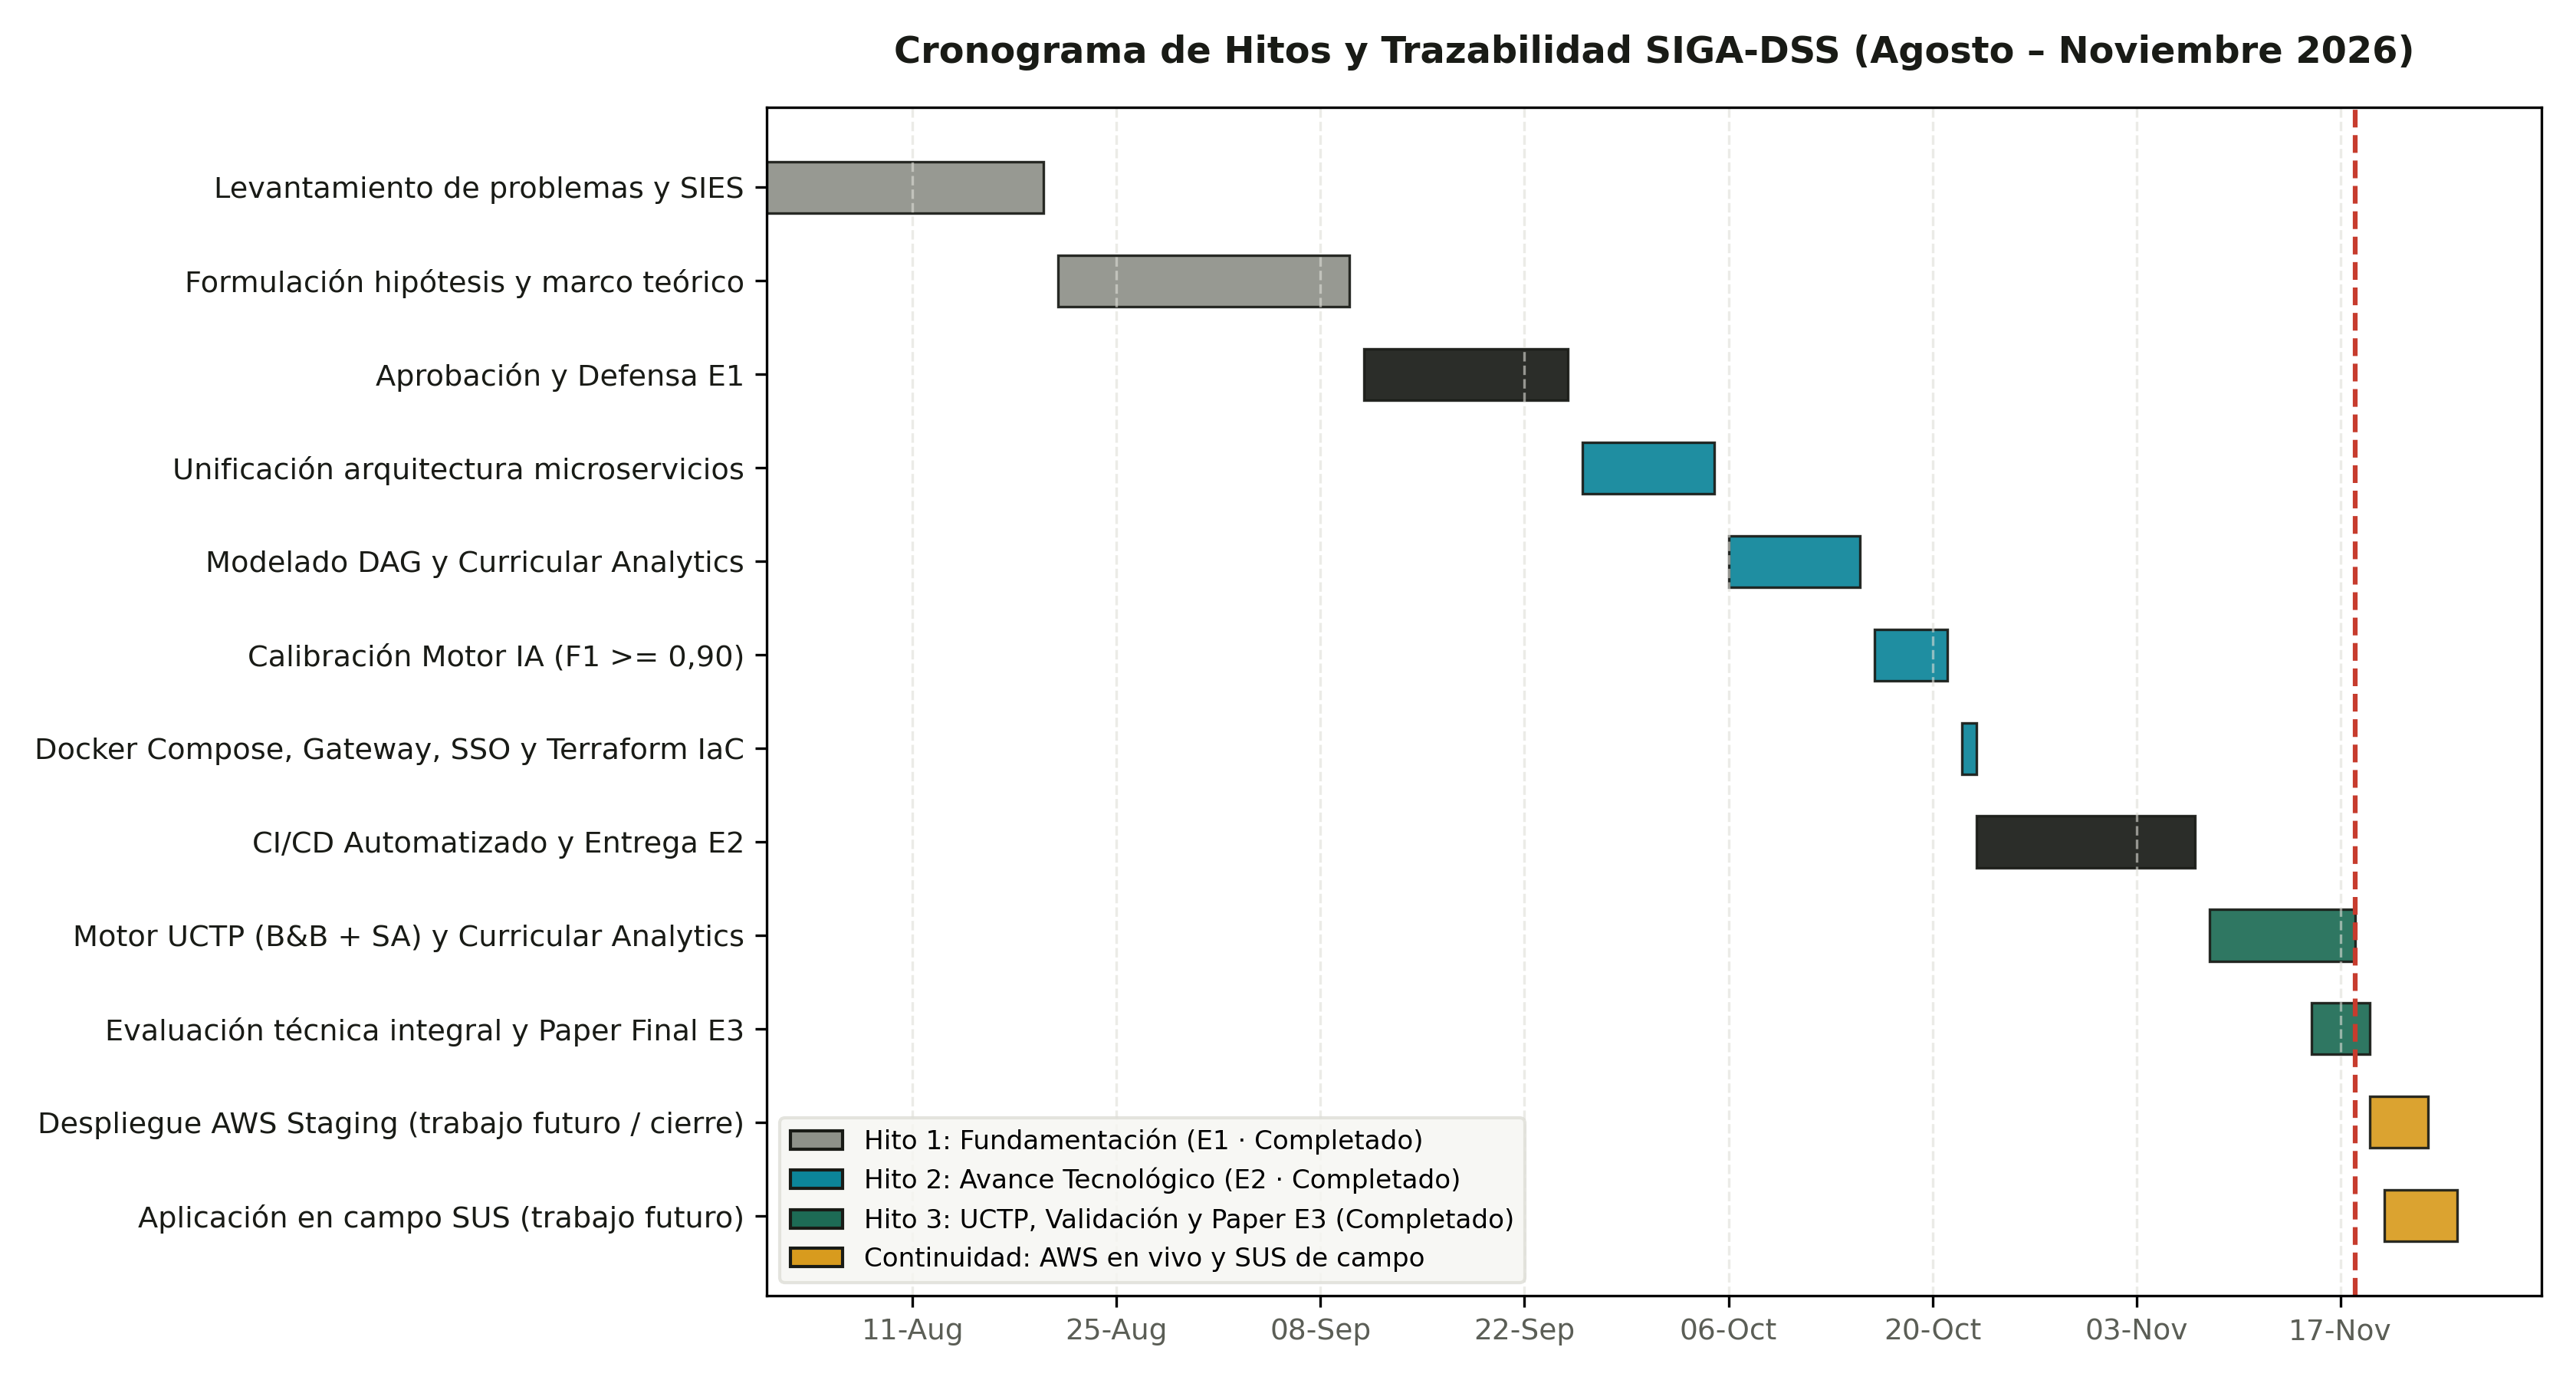 Cronograma de Hitos y Trazabilidad SIGA-DSS (Agosto – Noviembre 2026)
Levantamiento de problemas y SIES
Formulación hipótesis y marco teórico
Aprobación y Defensa E1
Unificación arquitectura microservicios
Modelado DAG y Curricular Analytics
Calibración Motor IA (F1 >= 0,90)
Docker Compose, Gateway, SSO y Terraform IaC
CI/CD Automatizado y Entrega E2
Motor UCTP (B&B + SA) y Curricular Analytics
Evaluación técnica integral y Paper Final E3
Despliegue AWS Staging (trabajo futuro / cierre)
Aplicación en campo SUS (trabajo futuro)
Hito 1: Fundamentación (E1 · Completado)
Hito 2: Avance Tecnológico (E2 · Completado)
Hito 3: UCTP, Validación y Paper E3 (Completado)
Continuidad: AWS en vivo y SUS de campo
11-Aug 25-Aug 08-Sep 22-Sep 06-Oct 20-Oct 03-Nov 17-Nov